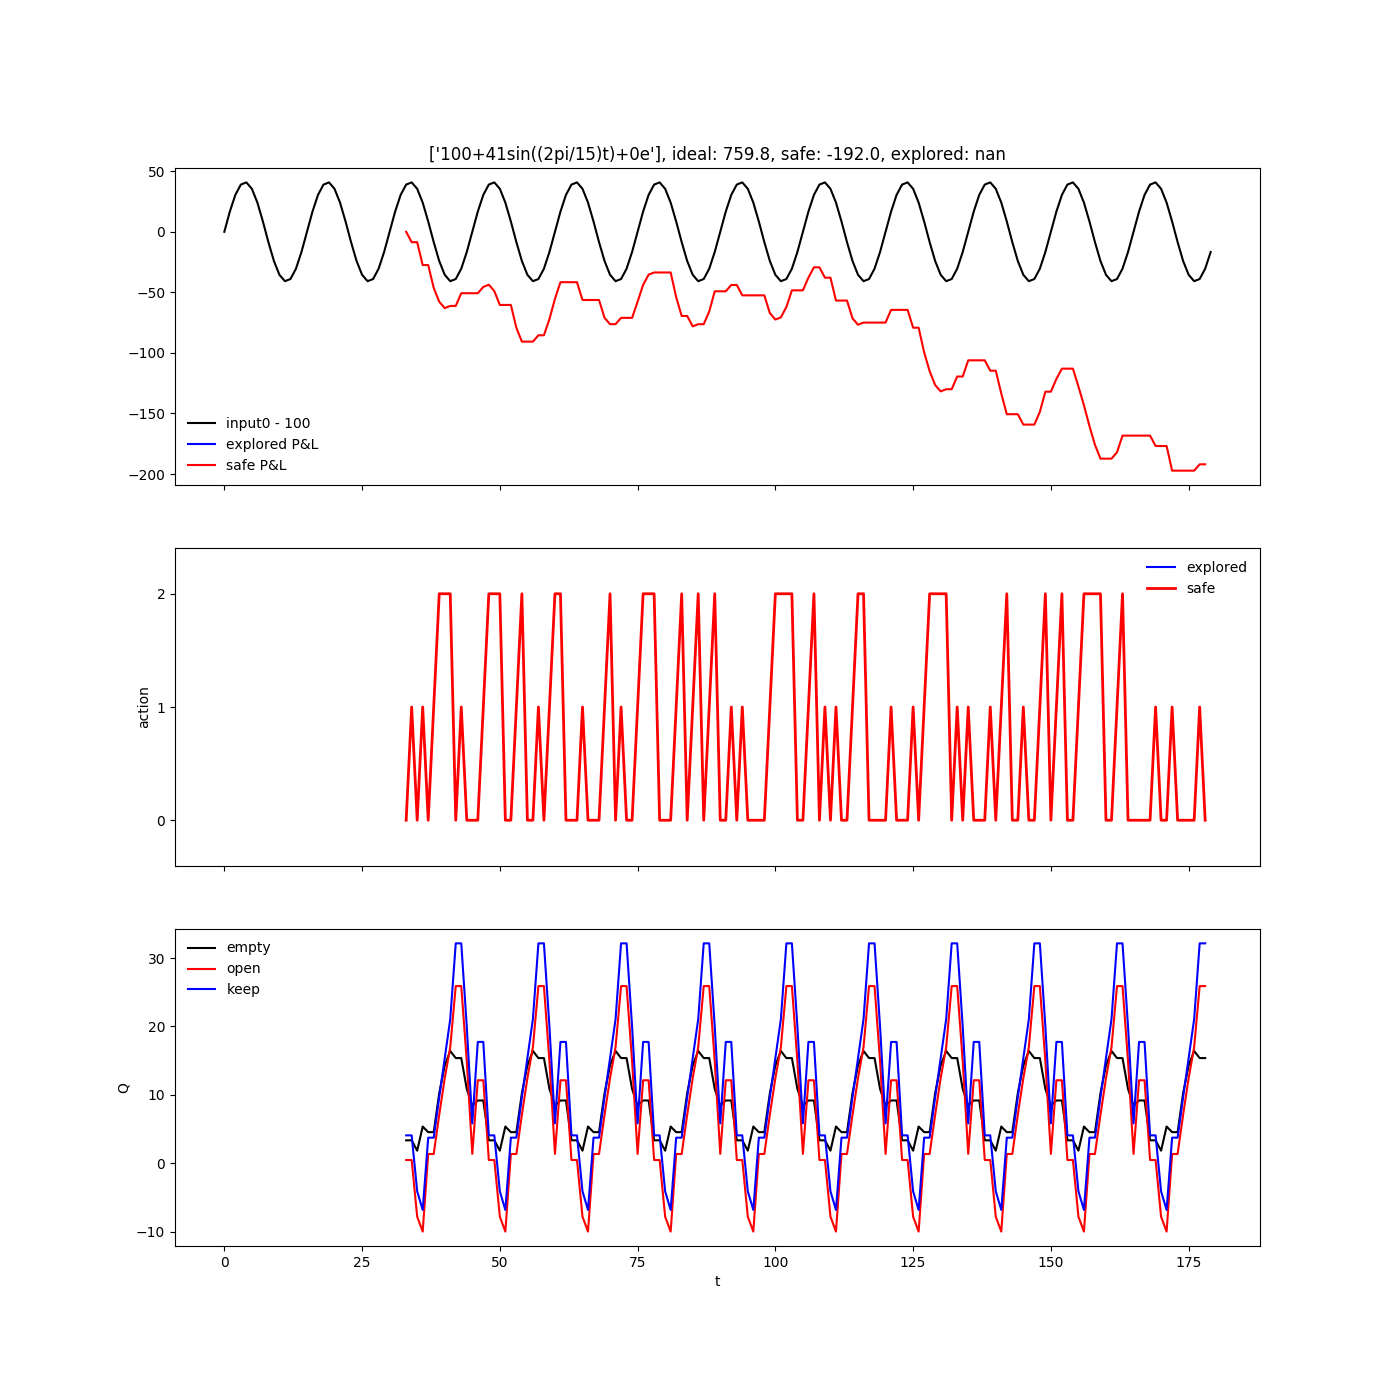 ['100+41sin((2pi/15)t)+0e'], ideal: 759.8, safe: -192.0, explored: nan
50
0
−50
−100
−150
−200
input0 - 100
explored P&L
safe P&L
explored
safe
2
1
0
action
empty
open
keep
30
20
10
0
−10
Q
0 25 50 75 100 125 150 175
t